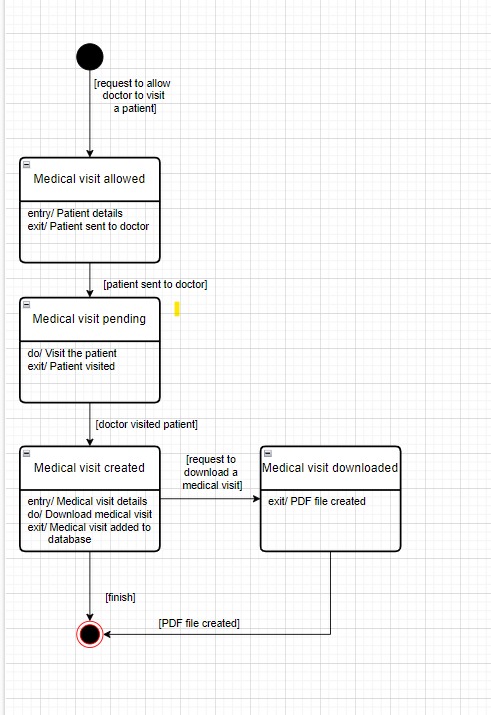 [request to allow
doctor to visit
a patient]
Medical visit allowed
entry/ Patient details
exit/ Patient sent to doctor
[patient sent to doctor]
Medical visit pending
do/ Visit the patient
exit/ Patient visited
[doctor visited patient]
Medical visit created
entry/ Medical visit details
do/ Download medical visit
exit/ Medical visit added to
database
[request to
download a
medical visit]
Medical visit downloaded
exit/ PDF file created
[finish]
[PDF file created]